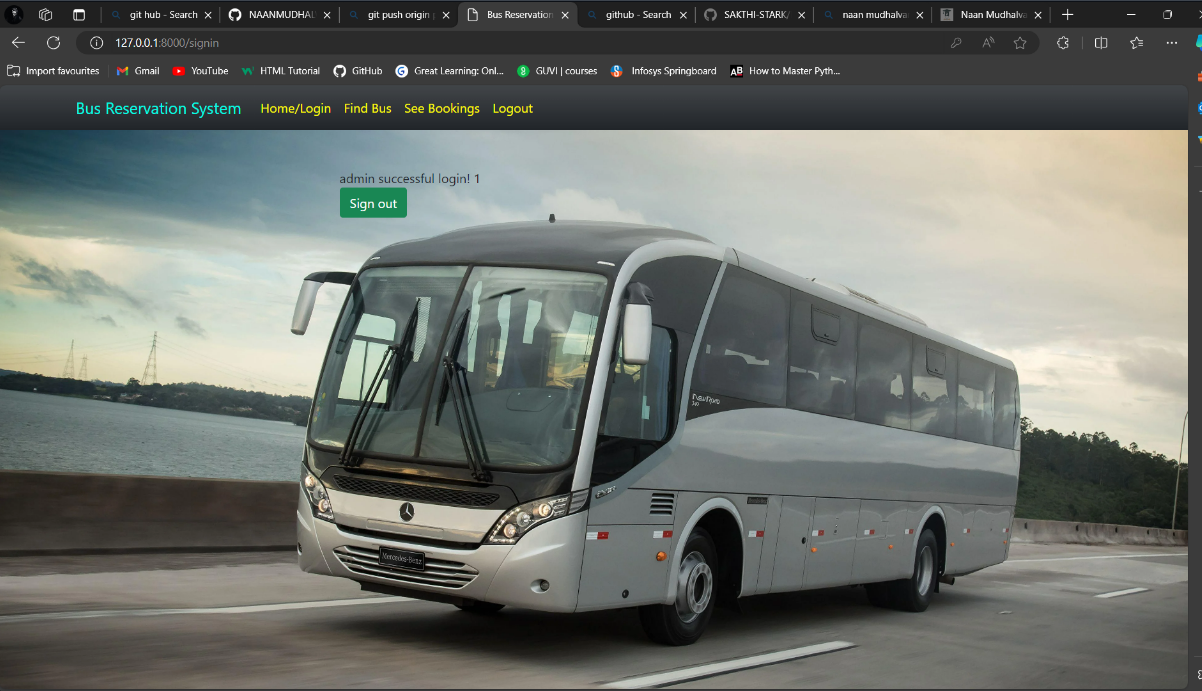 git hub - Search
NAANMUDHAL
git push origin
Bus Reservation
github - Search
SAKTHI-STARK/
naan mudhalva
Naan Mudhalva
127.0.0.1:8000/signin
Import favourites
Gmail
YouTube
HTML Tutorial
GitHub
Great Learning: Onl...
GUVI | courses
Infosys Springboard
How to Master Pyth...
Bus Reservation System
Home/Login
Find Bus
See Bookings
Logout
admin successful login! 1
Sign out
Mercedes-Benz